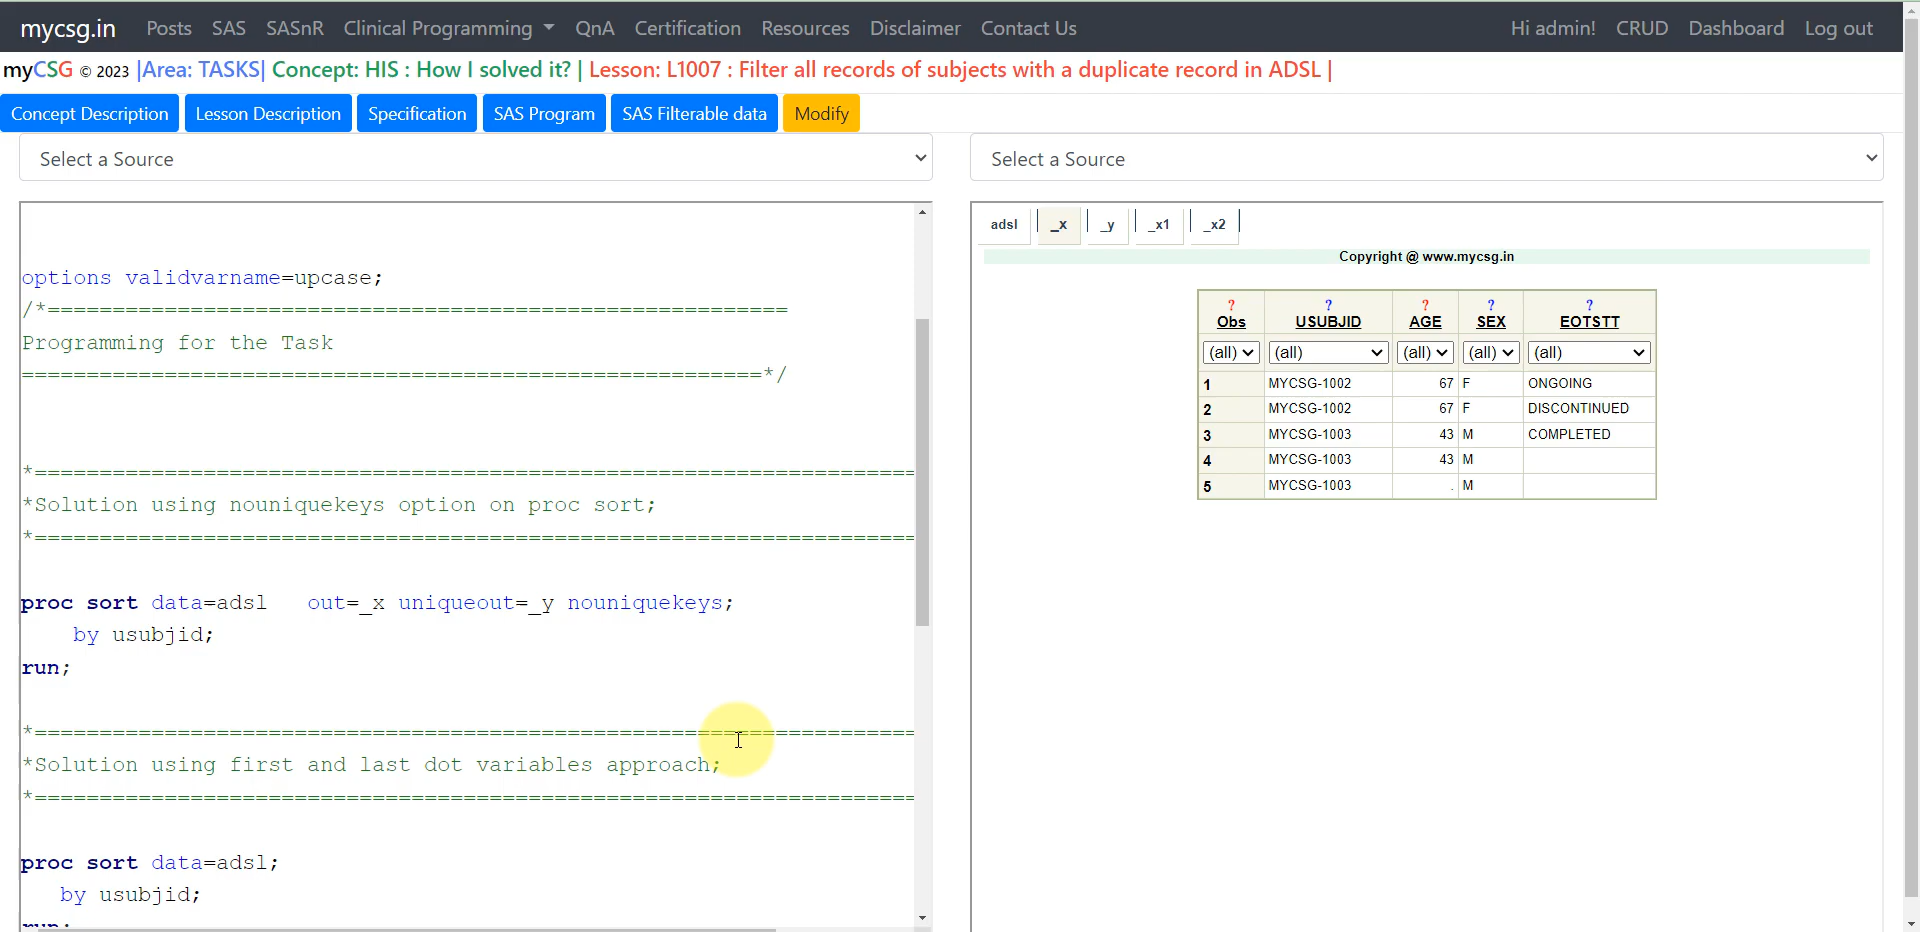 mycsg.in Posts SAS SASnR Clinical Programming QnA Certification Resources Disclaimer Contact Us Hi admin! CRUD Dashboard Log out
myCSG © 2023 |Area: TASKS| Concept: HIS : How I solved it? | Lesson: L1007 : Filter all records of subjects with a duplicate record in ADSL |
Concept Description Lesson Description Specification SAS Program SAS Filterable data Modify
Select a Source
options validvarname=upcase;
/*=========================================================
Programming for the Task
=========================================================*/
*====================================================================
*Solution using nouniquekeys option on proc sort;
*====================================================================
proc sort data=adsl out=_x uniqueout=_y nouniquekeys;
by usubjid;
run;
*====================================================================
*Solution using first and last dot variables approach;
*====================================================================
proc sort data=adsl;
by usubjid;
run;
Select a Source
adsl _x _y _x1 _x2
Copyright @ www.mycsg.in
? ? ? ? ?
Obs USUBJID AGE SEX EOTSTT
(all) (all) (all) (all) (all)
1 MYCSG-1002 67 F ONGOING
2 MYCSG-1002 67 F DISCONTINUED
3 MYCSG-1003 43 M COMPLETED
4 MYCSG-1003 43 M
5 MYCSG-1003 . M